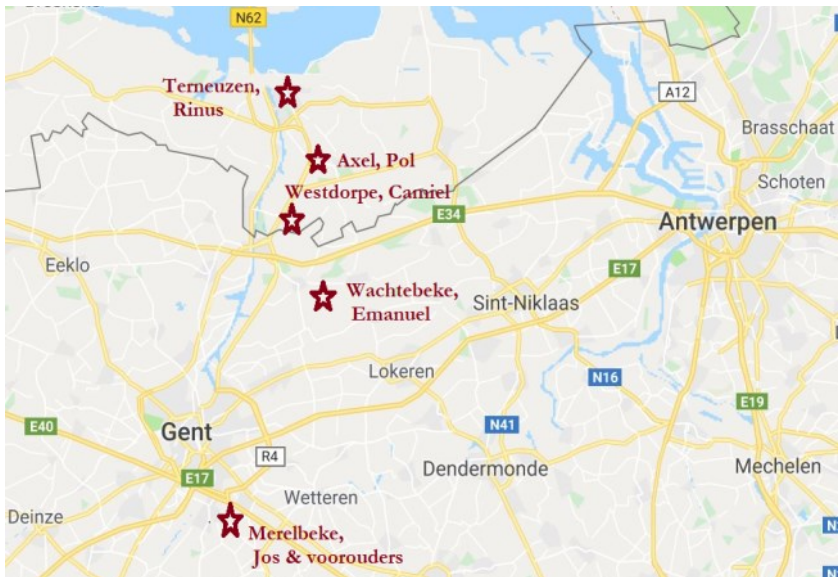 N62
Terneuzen,
Rinus
A12
Brasschaat
Axel, Pol
Schoten
Westdorpe, Camiel
E34
Antwerpen
Eeklo
E17
Wachtebeke,
Emanuel
Sint-Niklaas
Lokeren
N16
E19
E40
N41
Gent
R4
Dendermonde
Mechelen
E17
Wetteren
Deinze
Merelbeke,
Jos & voorouders